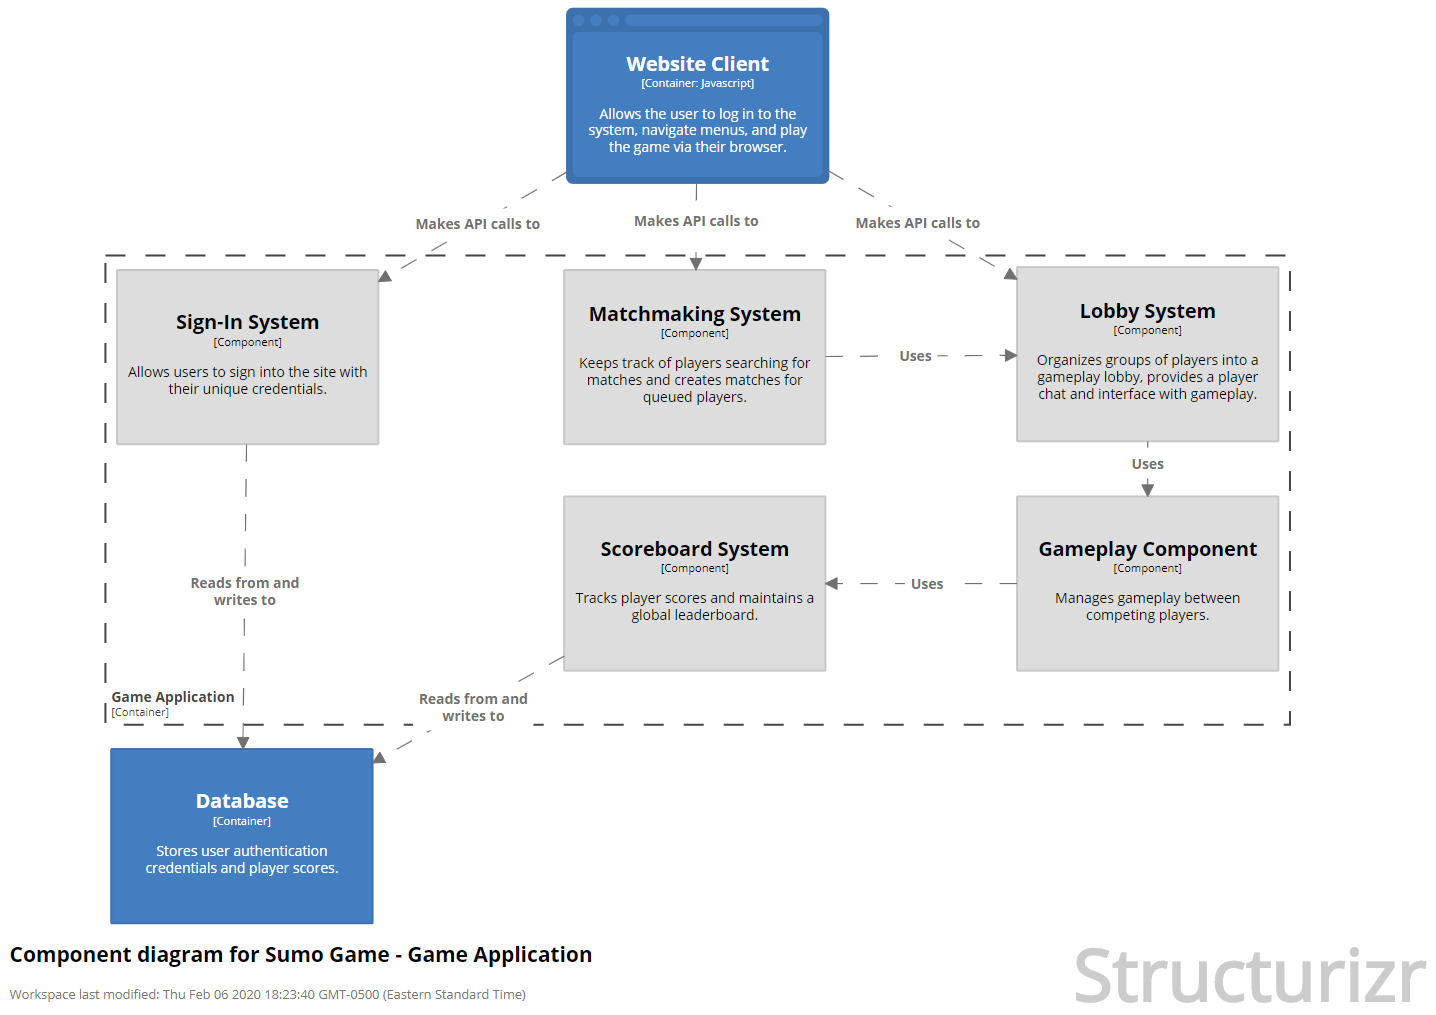 Website Client
[Container: Javascript]
Allows the user to log in to the
system, navigate menus, and play
the game via their browser.
Makes API calls to
Makes API calls to
Makes API calls to
Sign-In System
[Component]
Allows users to sign into the site with
their unique credentials.
Matchmaking System
[Component]
Keeps track of players searching for
matches and creates matches for
queued players.
Uses
Lobby System
[Component]
Organizes groups of players into a
gameplay lobby, provides a player
chat and interface with gameplay.
Uses
Scoreboard System
[Component]
Tracks player scores and maintains a
global leaderboard.
Uses
Gameplay Component
[Component]
Manages gameplay between
competing players.
Reads from and
writes to
Game Application
[Container]
Reads from and
writes to
Database
[Container]
Stores user authentication
credentials and player scores.
Component diagram for Sumo Game - Game Application
Workspace last modified: Thu Feb 06 2020 18:23:40 GMT-0500 (Eastern Standard Time)
Structurizr